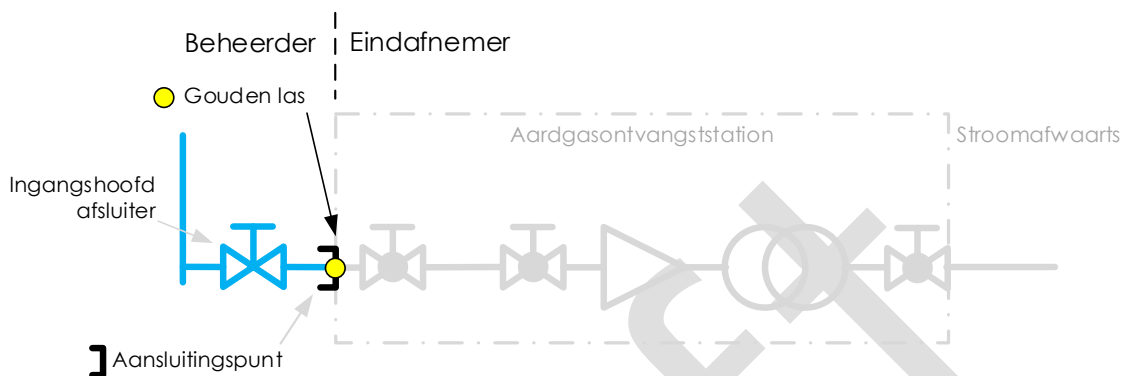 Beheerder
Eindafnemer
Gouden las
Aardgasontvangststation
Stroomafwaarts
Ingangshoofd
afsluiter
Aansluitingspunt